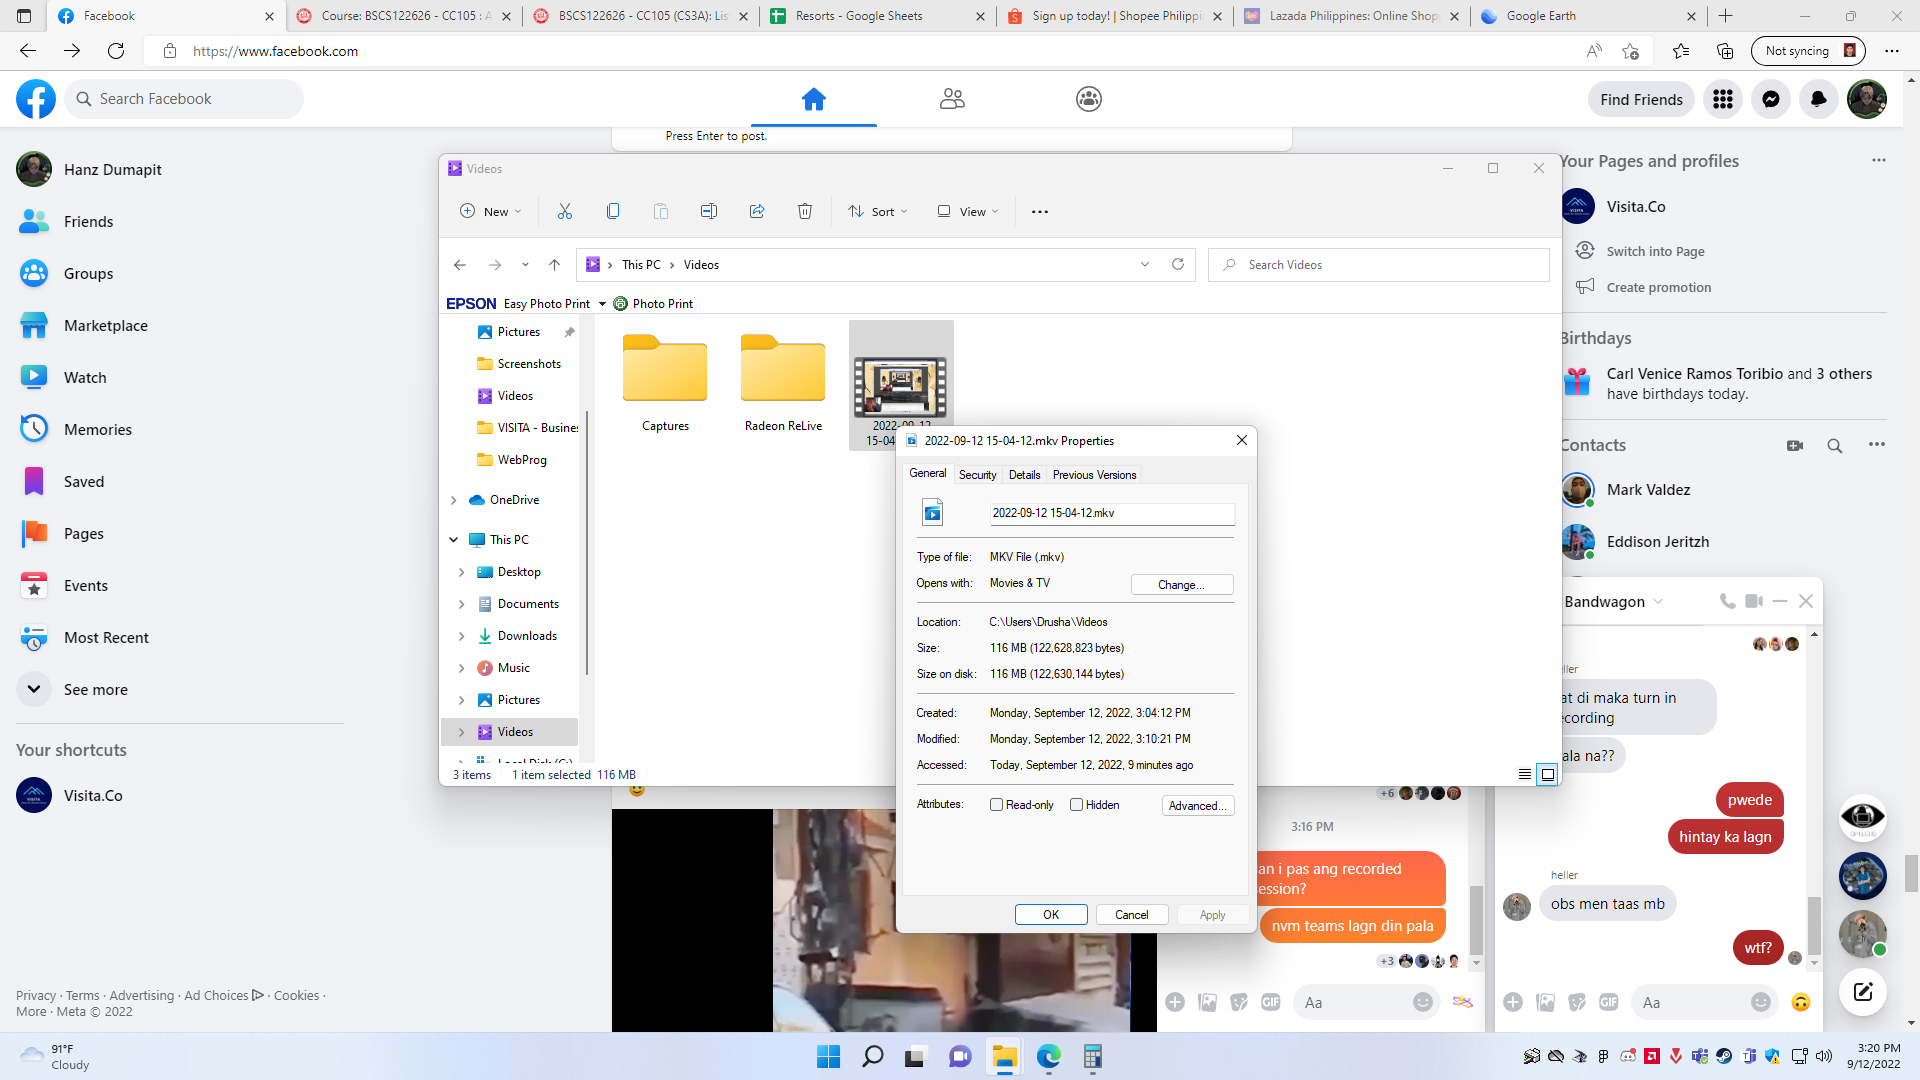 Facebook
Course: BSCS122626 - CC105 : A
BSCS122626 - CC105 (CS3A): Lis
Resorts - Google Sheets
Sign up today! | Shopee Philippi
Lazada Philippines: Online Shop
Google Earth
https://www.facebook.com
Not syncing
Search Facebook
Find Friends
Press Enter to post.
Hanz Dumapit
Friends
Groups
Marketplace
Watch
Memories
Saved
Pages
Events
Most Recent
See more
Your shortcuts
Visita.Co
Privacy · Terms · Advertising · Ad Choices · Cookies ·
More · Meta © 2022
Videos
New
Sort
View
This PC
Videos
Search Videos
EPSON Easy Photo Print
Photo Print
Pictures
Screenshots
Videos
VISITA - Busines
WebProg
OneDrive
This PC
Desktop
Documents
Downloads
Music
Pictures
Videos
Local Disk (C:)
Captures
Radeon ReLive
2022-09-12
15-04
3 items
1 item selected 116 MB
2022-09-12 15-04-12.mkv Properties
General
Security
Details
Previous Versions
2022-09-12 15-04-12.mkv
Type of file: MKV File (.mkv)
Opens with: Movies & TV
Change...
Location: C:\Users\Drusha\Videos
Size: 116 MB (122,628,823 bytes)
Size on disk: 116 MB (122,630,144 bytes)
Created: Monday, September 12, 2022, 3:04:12 PM
Modified: Monday, September 12, 2022, 3:10:21 PM
Accessed: Today, September 12, 2022, 9 minutes ago
Attributes: Read-only Hidden
Advanced...
OK
Cancel
Apply
Your Pages and profiles
Visita.Co
Switch into Page
Create promotion
Birthdays
Carl Venice Ramos Toribio and 3 others
have birthdays today.
Contacts
Mark Valdez
Eddison Jeritzh
+6
3:16 PM
an i pas ang recorded
ession?
nvm teams lagn din pala
+3
GIF
Aa
Bandwagon
eller
at di maka turn in
ecording
ala na??
pwede
hintay ka lagn
heller
obs men taas mb
wtf?
GIF
Aa
91°F
Cloudy
3:20 PM
9/12/2022